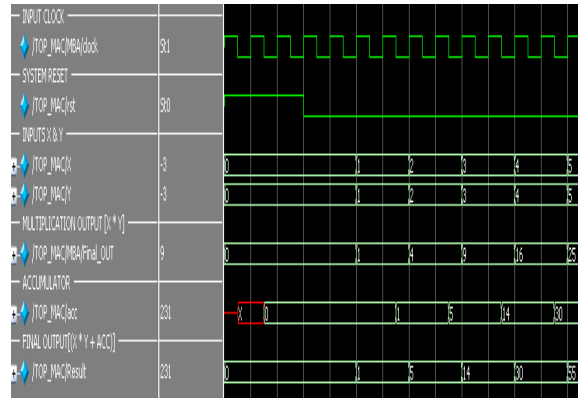 INPUT CLOCK
/TOP_MAC/MBA/clock St1
SYSTEM RESET
/TOP_MAC/rst St0
INPUTS X & Y
/TOP_MAC/X -3 0 1 2 3 4 5
/TOP_MAC/Y -3 0 1 2 3 4 5
MULTIPLICATION OUTPUT [X * Y]
/TOP_MAC/MBA/Final_OUT 9 0 1 4 9 16 25
ACCUMULATOR
/TOP_MAC/acc 231 X 0 1 5 14 30
FINAL OUTPUT[(X * Y + ACC)]
/TOP_MAC/Result 231 0 1 5 14 30 55